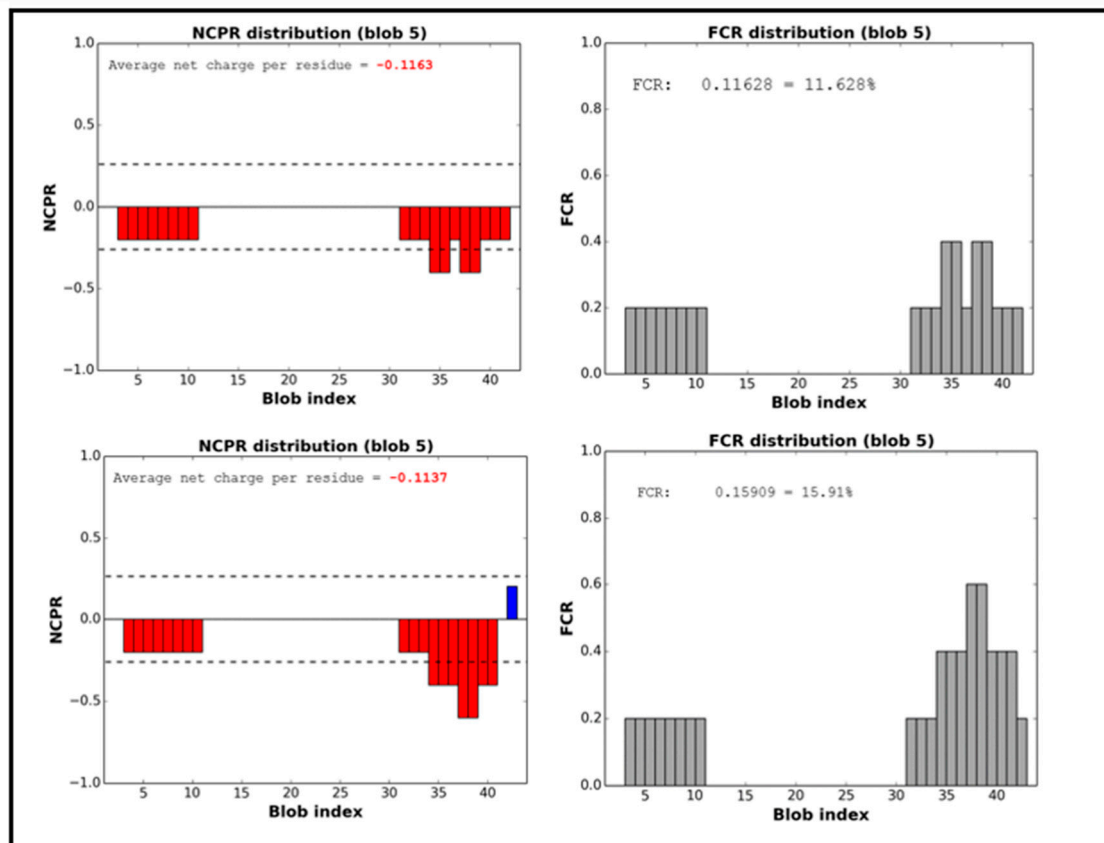 NCPR distribution (blob 5)
Average net charge per residue = -0.1163
1.0
0.5
0.0
−0.5
−1.0
NCPR
5 10 15 20 25 30 35 40
Blob index
FCR distribution (blob 5)
FCR: 0.11628 = 11.628%
1.0
0.8
0.6
0.4
0.2
0.0
FCR
5 10 15 20 25 30 35 40
Blob index
NCPR distribution (blob 5)
Average net charge per residue = -0.1137
1.0
0.5
0.0
−0.5
−1.0
NCPR
5 10 15 20 25 30 35 40
Blob index
FCR distribution (blob 5)
FCR: 0.15909 = 15.91%
1.0
0.8
0.6
0.4
0.2
0.0
FCR
5 10 15 20 25 30 35 40
Blob index